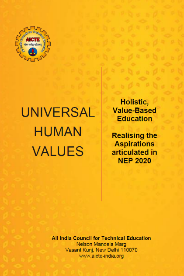 AICTE
UNIVERSAL
HUMAN
VALUES
Holistic,
Value-Based
Education
Realising the
Aspirations
articulated in
NEP 2020
All India Council for Technical Education
Nelson Mandela Marg
Vasant Kunj, New Delhi 110070
www.aicte-india.org